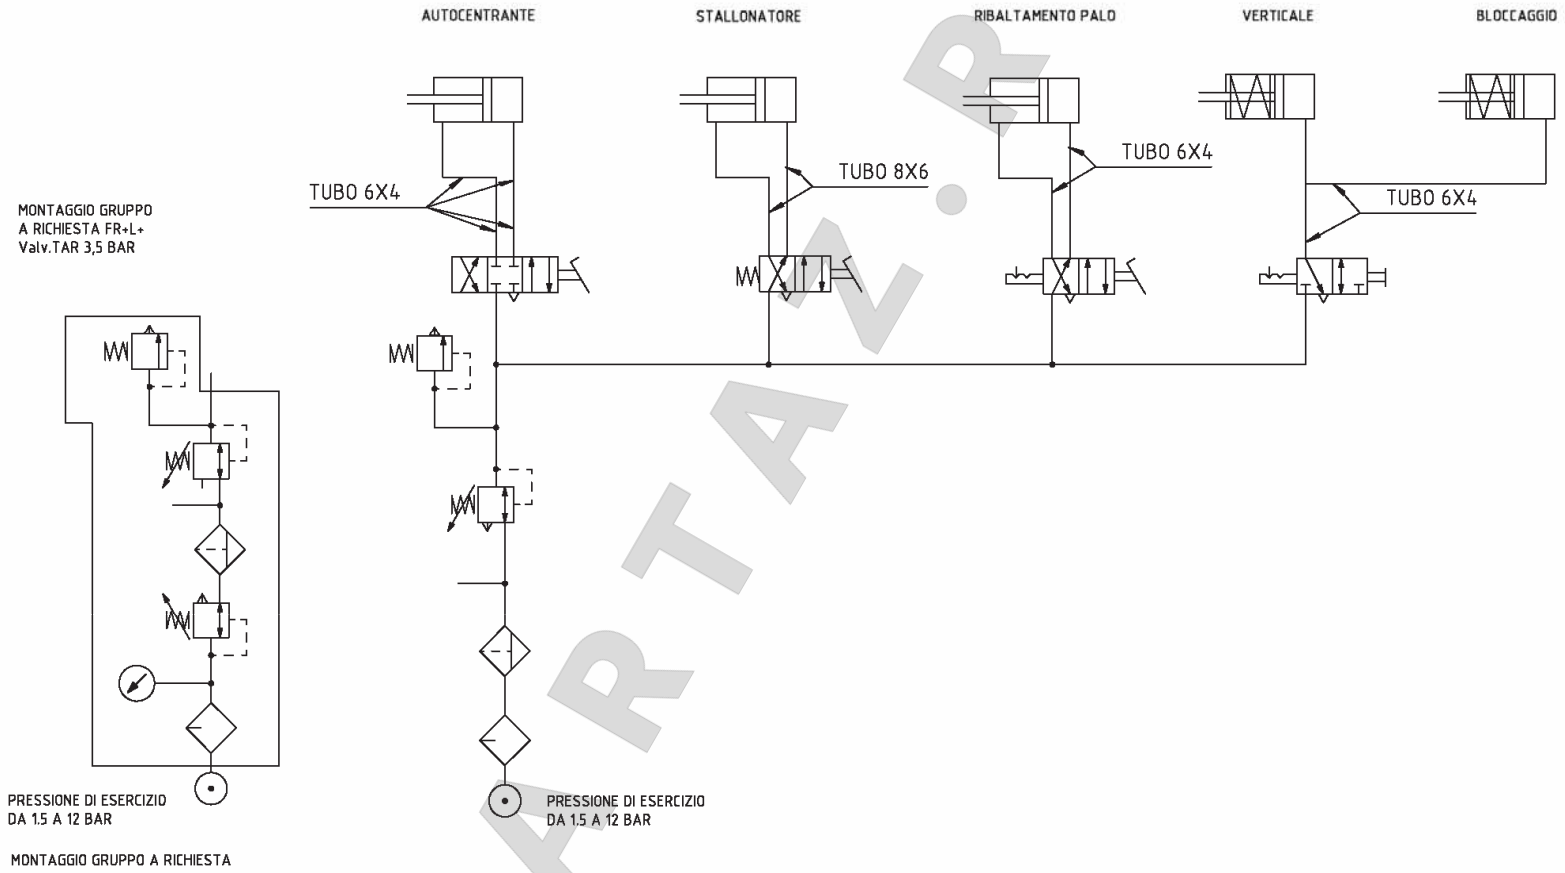 AUTOCENTRANTE
STALLONATORE
RIBALTAMENTO PALO
VERTICALE
BLOCCAGGIO
TUBO 6X4
TUBO 8X6
TUBO 6X4
TUBO 6X4
MONTAGGIO GRUPPO
A RICHIESTA FR+L+
Valv.TAR 3,5 BAR
PRESSIONE DI ESERCIZIO
DA 1.5 A 12 BAR
PRESSIONE DI ESERCIZIO
DA 1.5 A 12 BAR
MONTAGGIO GRUPPO A RICHIESTA
ARTAZ.R